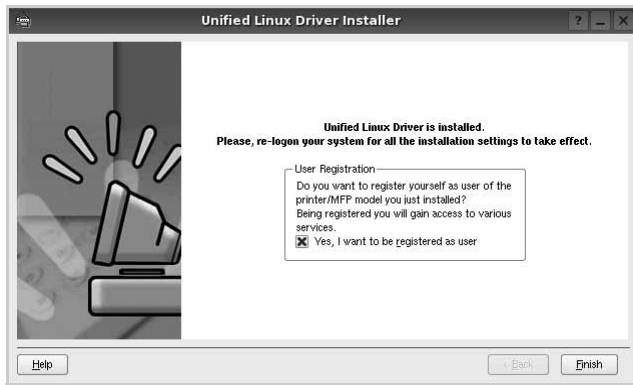 Unified Linux Driver Installer
Unified Linux Driver is installed.
Please, re-logon your system for all the installation settings to take effect.
User Registration
Do you want to register yourself as user of the
printer/MFP model you just installed?
Being registered you will gain access to various
services.
Yes, I want to be registered as user
Help
< Back
Finish